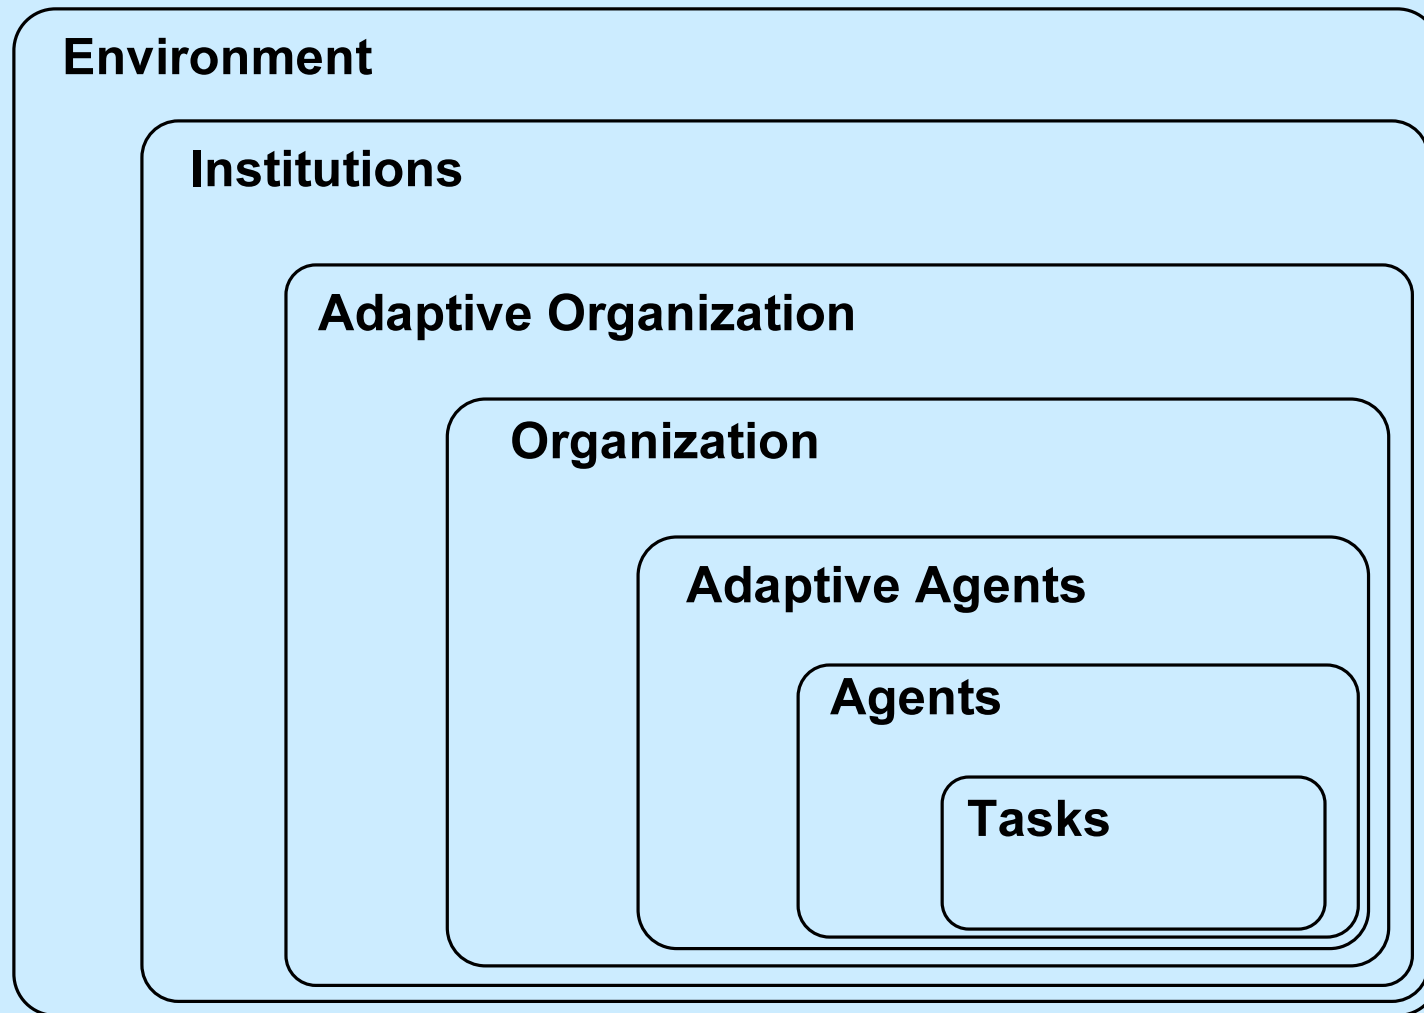 Environment
Institutions
Adaptive Organization
Organization
Adaptive Agents
Agents
Tasks